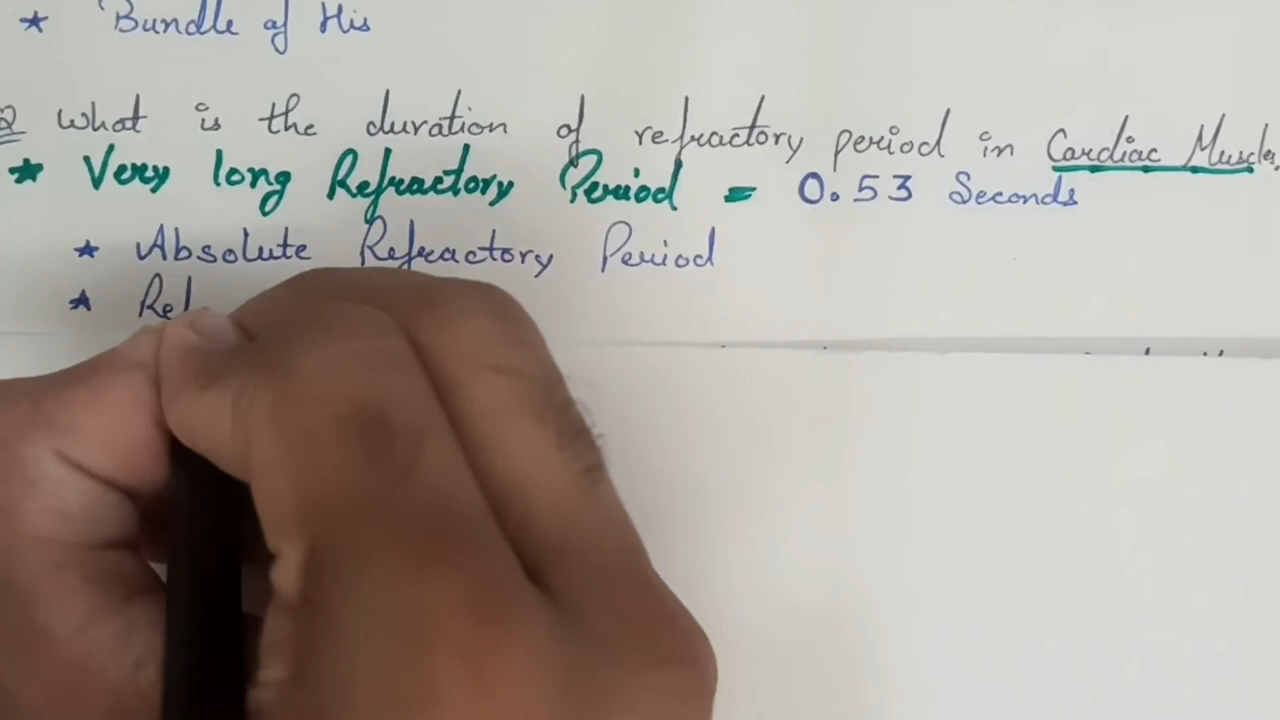 ★ Bundle of His
Q What is the duration of refractory period in Cardiac Muscles.
★ Very long Refractory Period = 0.53 Seconds
★ Absolute Refractory Period
★ Rel